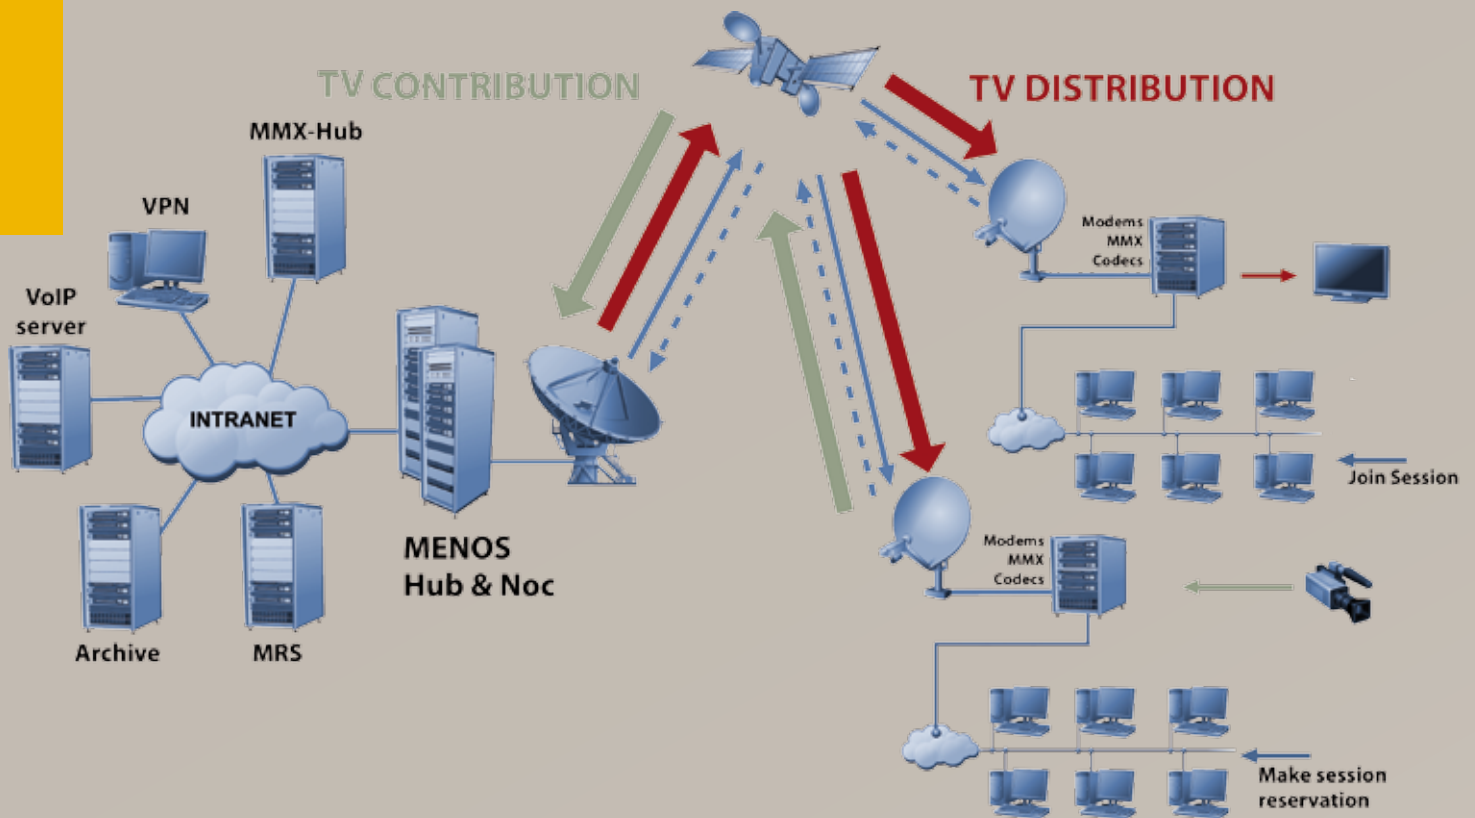 TV CONTRIBUTION
TV DISTRIBUTION
MMX-Hub
VPN
VoIP
server
INTRANET
MENOS
Hub & Noc
Archive
MRS
Modems
MMX
Codecs
Join Session
Modems
MMX
Codecs
Make session
reservation